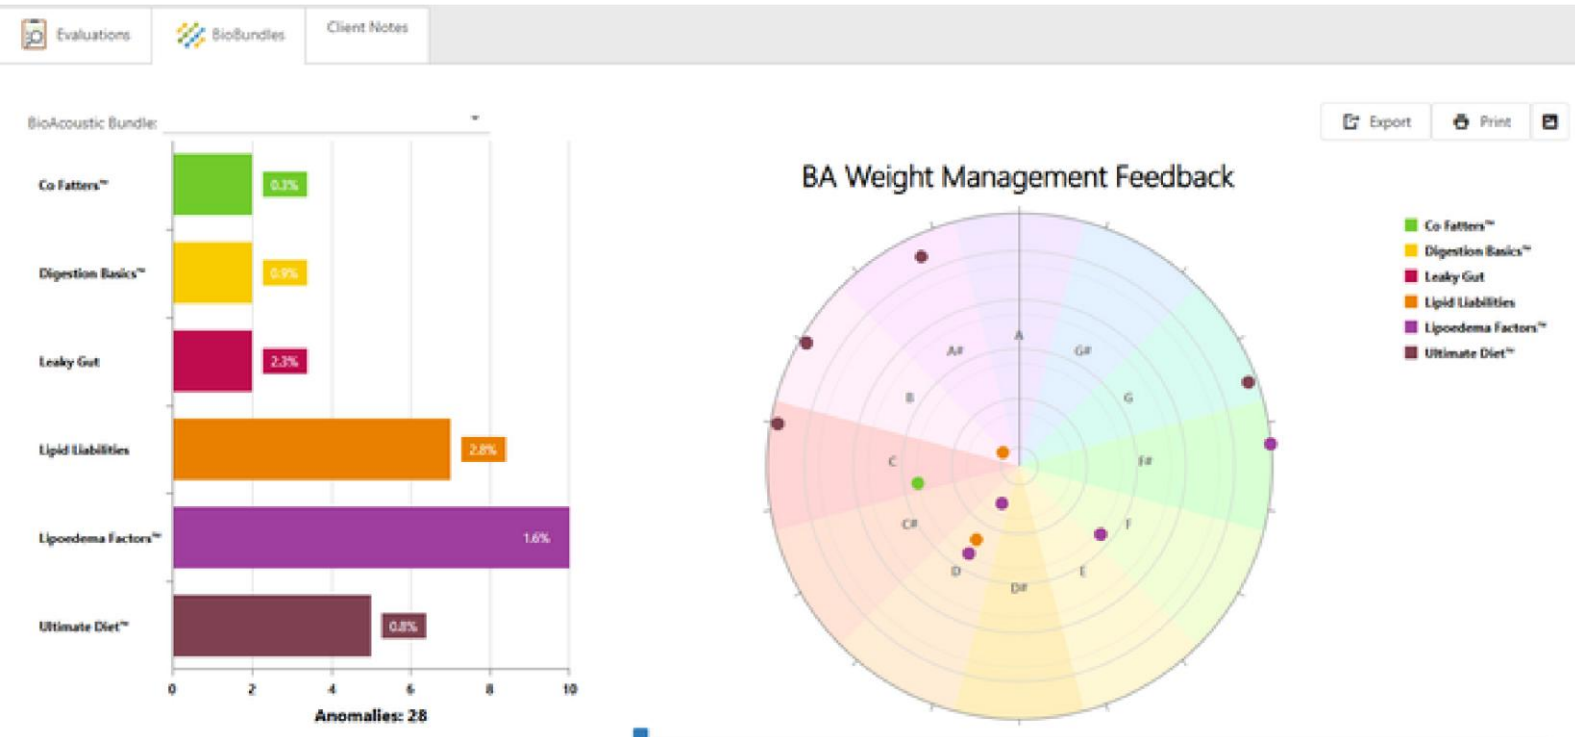 Evaluations
BioBundles
Client Notes
BioAcoustic Bundle:
Export
Print
Co Fatters™
0.3%
Digestion Basics™
0.9%
Leaky Gut
2.3%
Lipid Liabilities
2.8%
Lipoedema Factors™
1.6%
Ultimate Diet™
0.8%
0 2 4 6 8 10
Anomalies: 28
BA Weight Management Feedback
A
A#
G#
B
G
C
F#
C#
F
D
E
D#
Co Fatters™
Digestion Basics™
Leaky Gut
Lipid Liabilities
Lipoedema Factors™
Ultimate Diet™